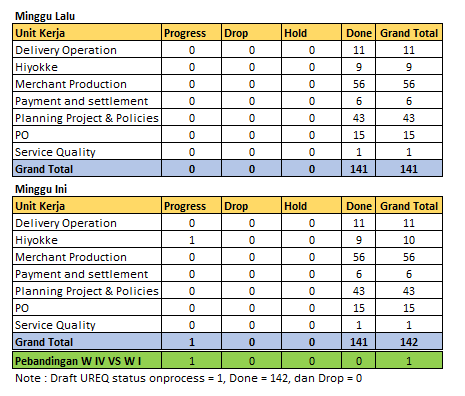 Minggu Lalu
Unit Kerja Progress Drop Hold Done Grand Total
Delivery Operation 0 0 0 11 11
Hiyokke 0 0 0 9 9
Merchant Production 0 0 0 56 56
Payment and settlement 0 0 0 6 6
Planning Project & Policies 0 0 0 43 43
PO 0 0 0 15 15
Service Quality 0 0 0 1 1
Grand Total 0 0 0 141 141
Minggu Ini
Unit Kerja Progress Drop Hold Done Grand Total
Delivery Operation 0 0 0 11 11
Hiyokke 1 0 0 9 10
Merchant Production 0 0 0 56 56
Payment and settlement 0 0 0 6 6
Planning Project & Policies 0 0 0 43 43
PO 0 0 0 15 15
Service Quality 0 0 0 1 1
Grand Total 1 0 0 141 142
Pebandingan W IV VS W I 1 0 0 0 1
Note : Draft UREQ status onprocess = 1, Done = 142, dan Drop = 0